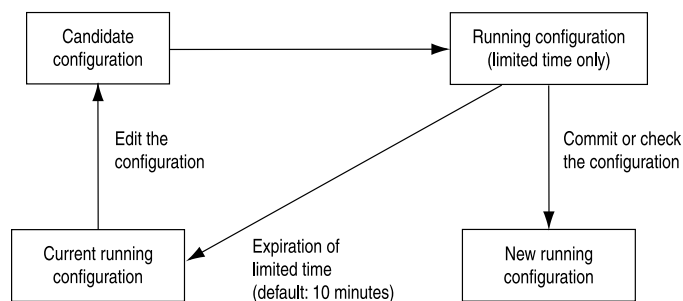 Candidate
configuration
Running configuration
(limited time only)
Edit the
configuration
Commit or check
the configuration
Current running
configuration
Expiration of
limited time
(default: 10 minutes)
New running
configuration